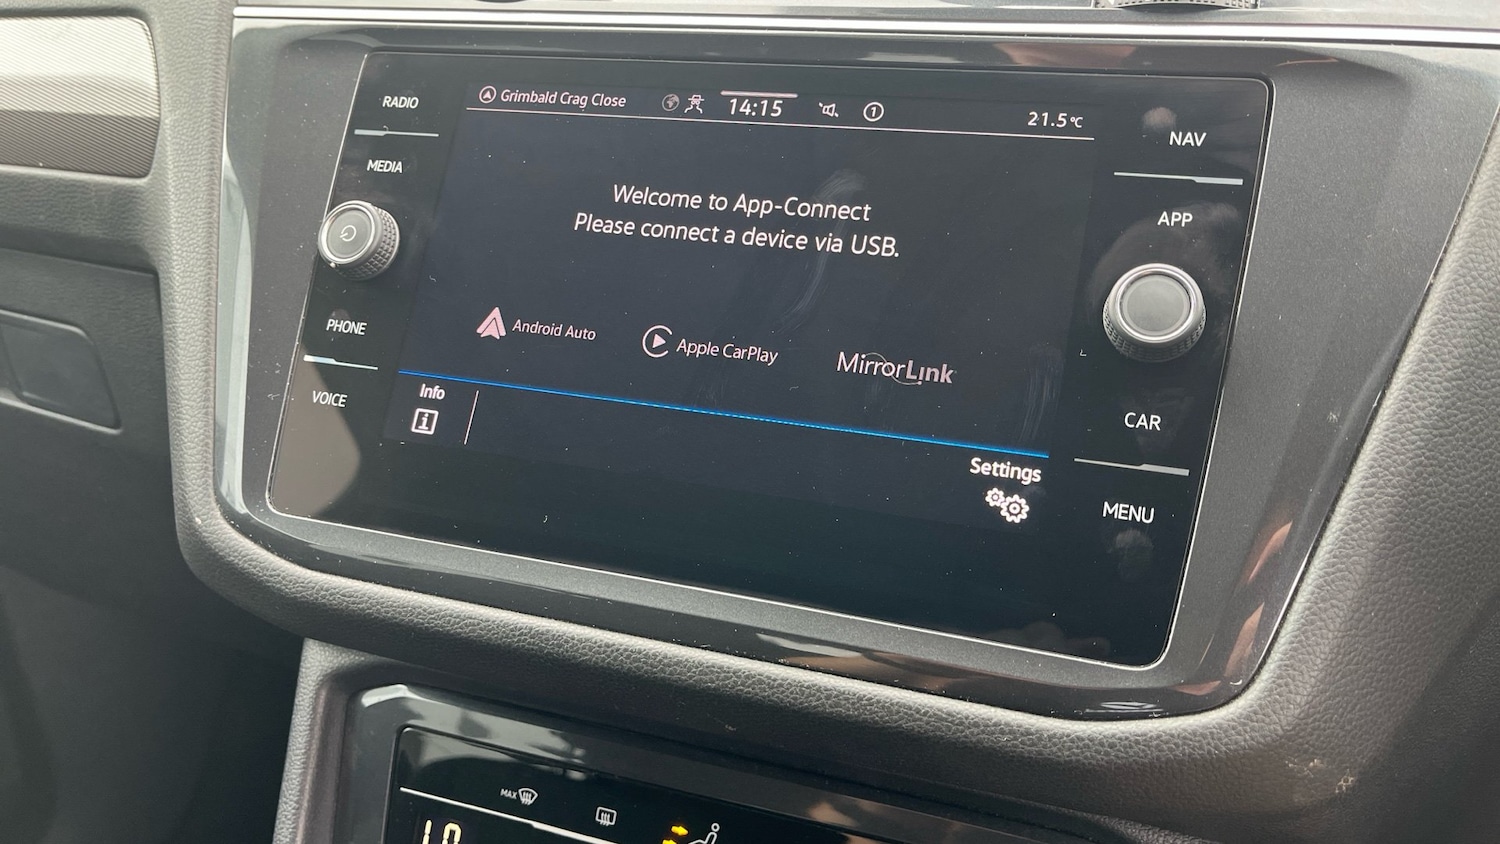 RADIO
MEDIA
PHONE
VOICE
Grimbald Crag Close
14:15
1
21.5°C
Welcome to App-Connect
Please connect a device via USB.
Android Auto
Apple CarPlay
MirrorLink
Info
i
Settings
NAV
APP
CAR
MENU
MAX